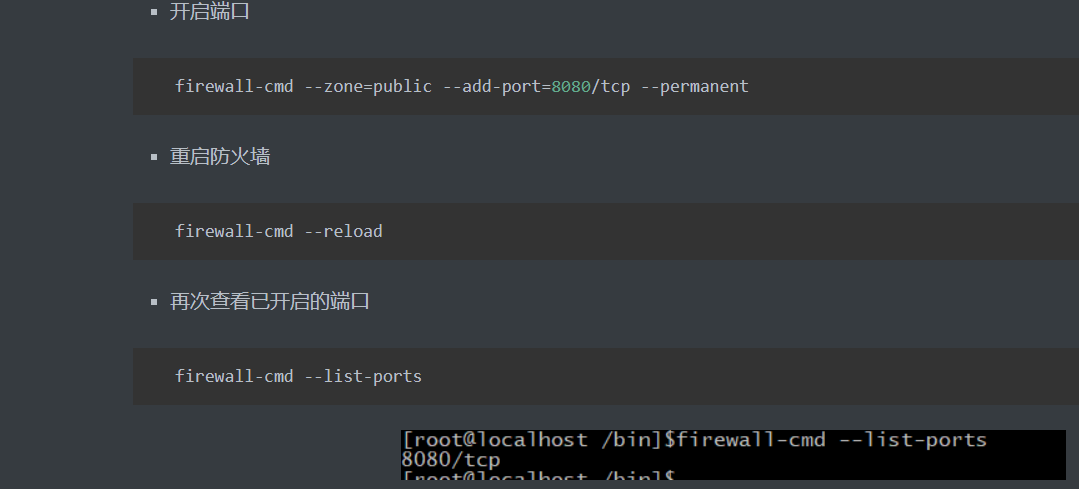 开启端口
firewall-cmd --zone=public --add-port=8080/tcp --permanent
重启防火墙
firewall-cmd --reload
再次查看已开启的端口
firewall-cmd --list-ports
[root@localhost /bin]$firewall-cmd --list-ports
8080/tcp
[root@localhost /bin]$